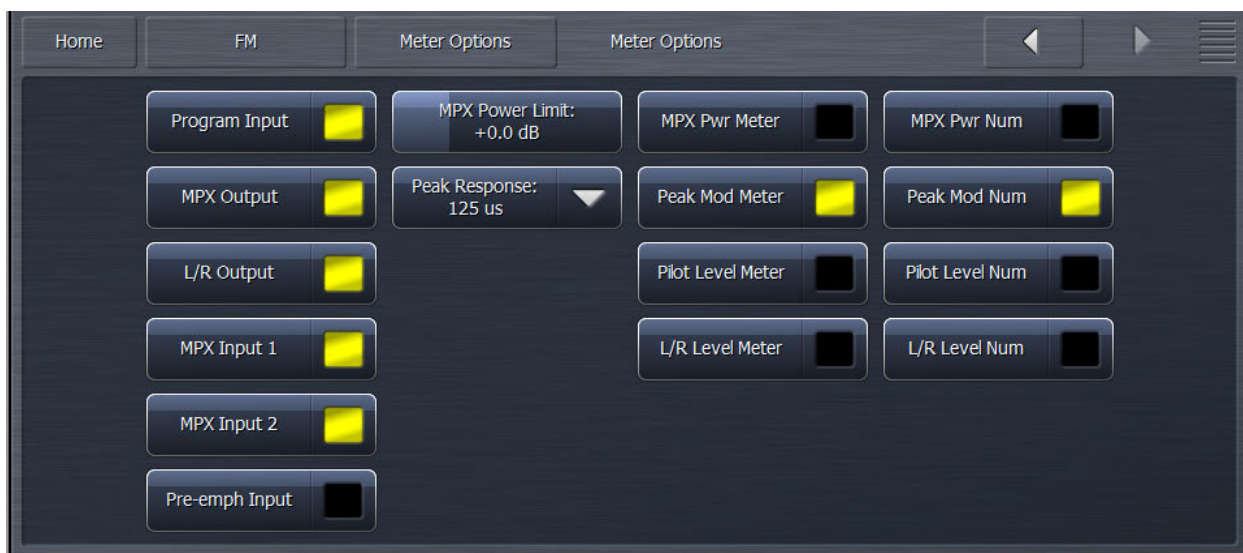 Home
FM
Meter Options
Meter Options
Program Input
MPX Power Limit:
+0.0 dB
MPX Pwr Meter
MPX Pwr Num
MPX Output
Peak Response:
125 us
Peak Mod Meter
Peak Mod Num
L/R Output
Pilot Level Meter
Pilot Level Num
MPX Input 1
L/R Level Meter
L/R Level Num
MPX Input 2
Pre-emph Input